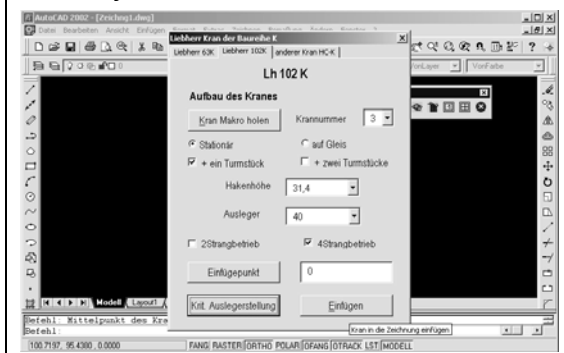 AutoCAD 2002 - [Zeichng1.dwg]
Datei Bearbeiten Ansicht Einfügen
Liebherr Kran der Baureihe K
Liebherr 63K Liebherr 102K anderer Kran HC-K
VonLayer VonFarbe
Lh 102 K
Aufbau des Kranes
Kran Makro holen Krannummer 3
Stationär auf Gleis
+ ein Turmstück + zwei Turmstücke
Hakenhöhe 31,4
Ausleger 40
2Strangbetrieb 4Strangbetrieb
Einfügepunkt 0
Krit. Auslegerstellung Einfügen
Modell Layout1
Befehl: Mittelpunkt des Kra
Kran in die Zeichnung einfügen
Befehl:
100.7197, 95.4380, 0.0000 FANG RASTER ORTHO POLAR OFANG OTRACK LST MODELL